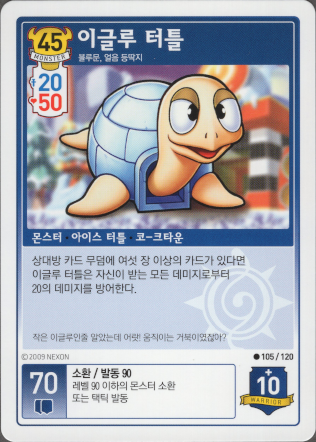 45
MONSTER
이글루 터틀
블루문, 얼음 등딱지
20
50
몬스터 · 아이스 터틀 · 코-크타운
상대방 카드 무덤에 여섯 장 이상의 카드가 있다면
이글루 터틀은 자신이 받는 모든 데미지로부터
20의 데미지를 방어한다.
작은 이글루인줄 알았는데 어랏! 움직이는 거북이였잖아?
©2009 NEXON
●105/120
70
소환 / 발동 90
레벨 90 이하의 몬스터 소환
또는 택틱 발동
+
10
WARRIOR